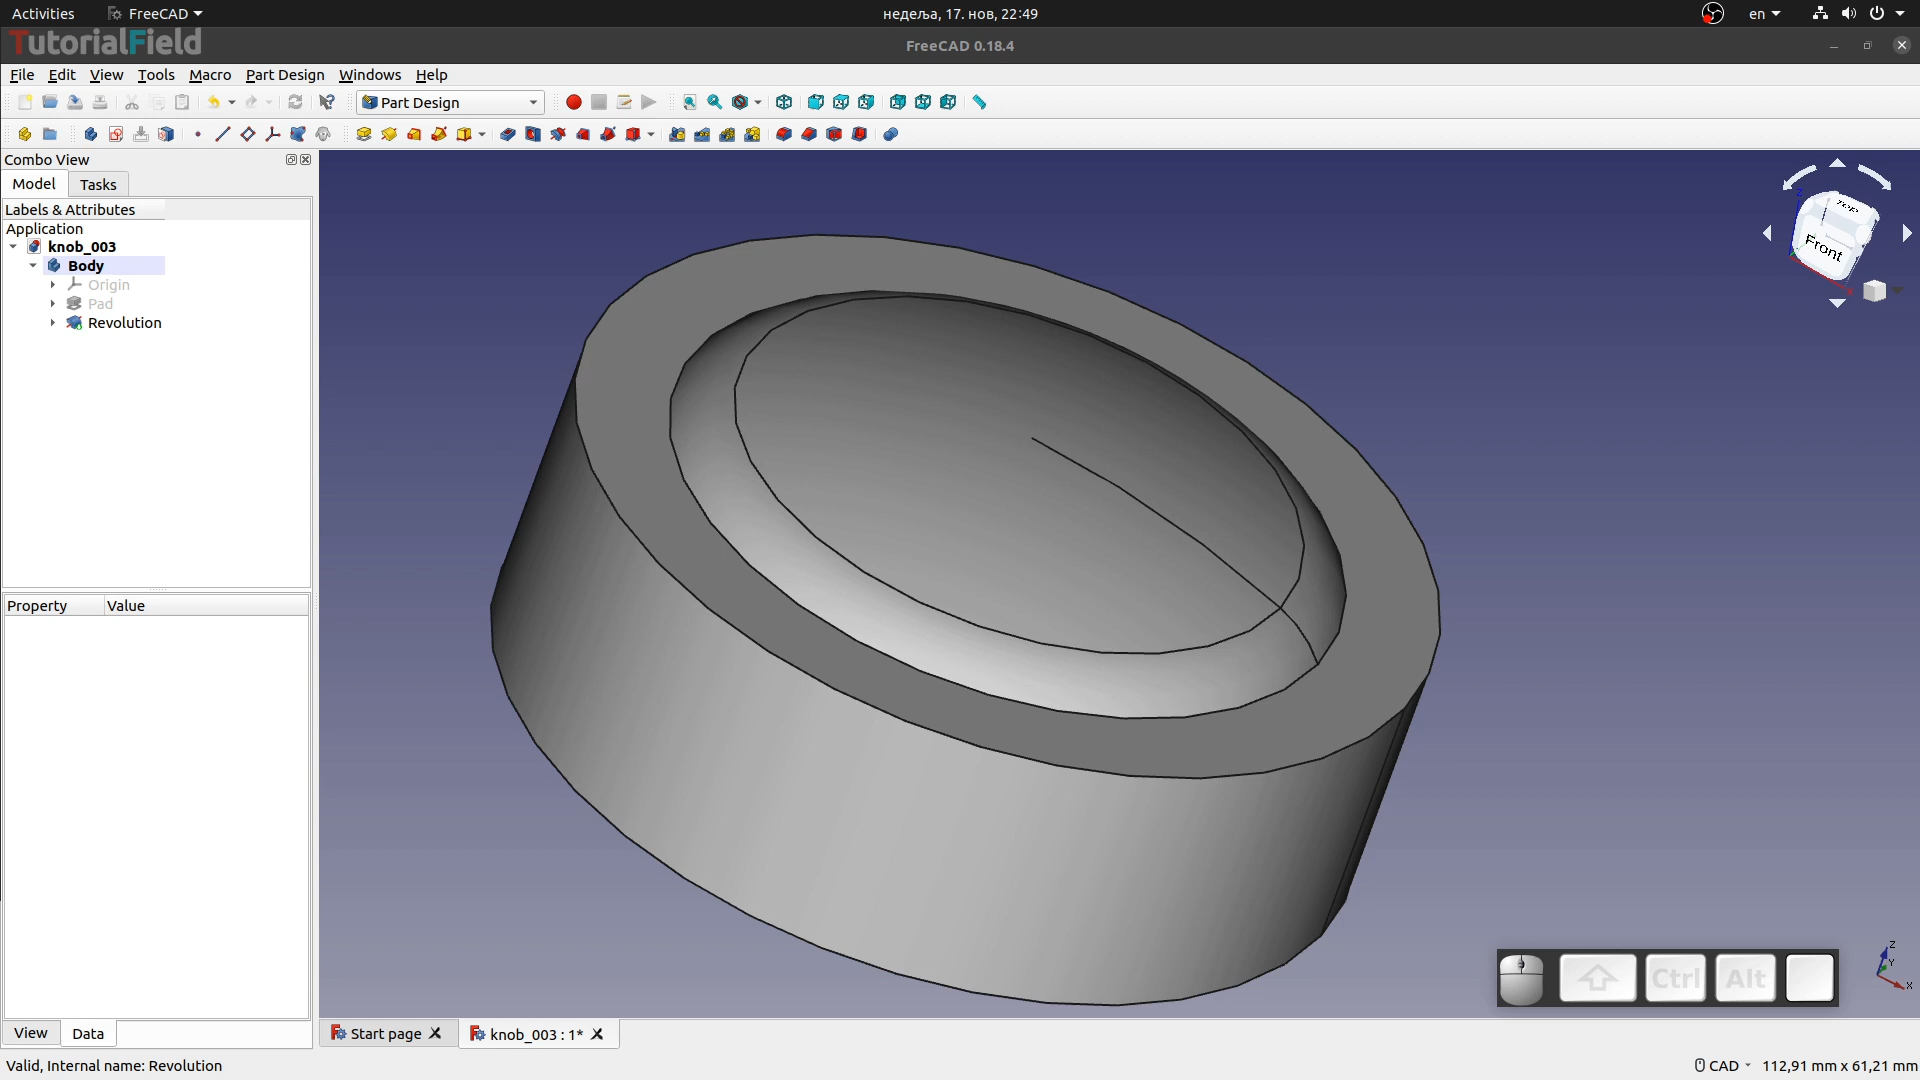 Activities FreeCAD недеља, 17. нов, 22:49 en
TutorialField FreeCAD 0.18.4
File Edit View Tools Macro Part Design Windows Help
Part Design
Combo View
Model Tasks
Labels & Attributes
Application
knob_003
Body
Origin
Pad
Revolution
Top
Front
Z
Property Value
Ctrl Alt
Z
Y
X
View Data
Start page knob_003 : 1*
Valid, Internal name: Revolution CAD 112,91 mm x 61,21 mm